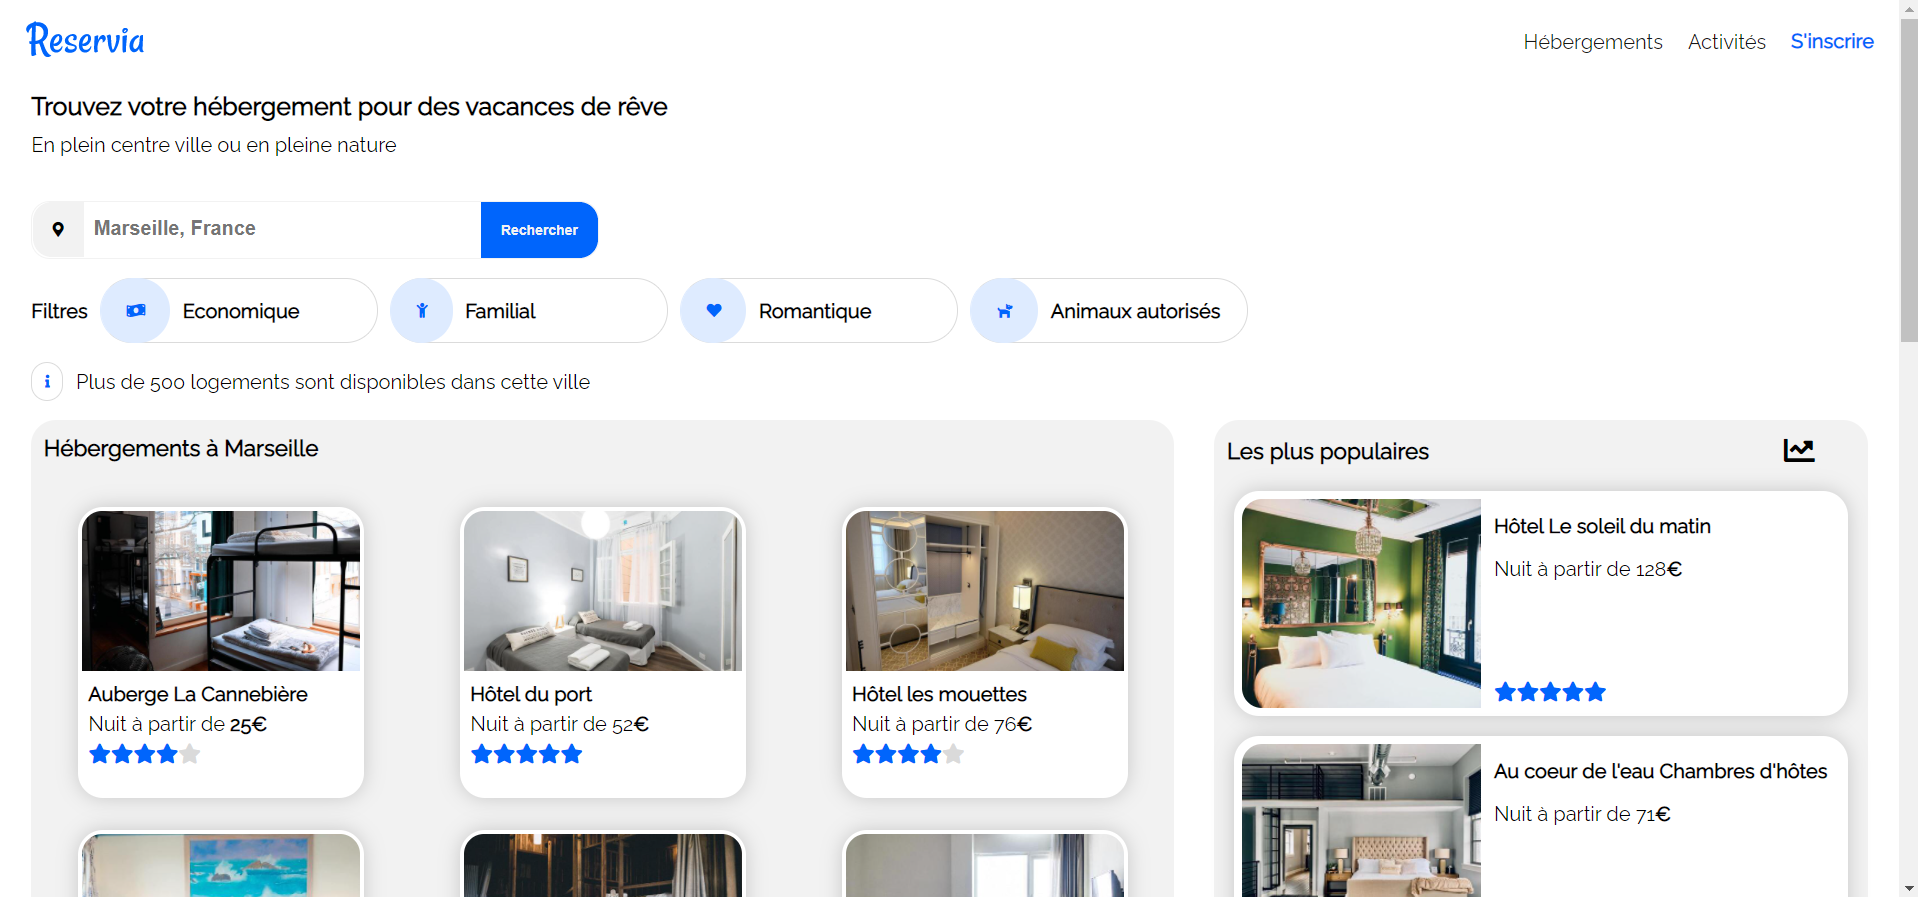 Reservia
Hébergements
Activités
S'inscrire
Trouvez votre hébergement pour des vacances de rêve
En plein centre ville ou en pleine nature
Marseille, France
Rechercher
Filtres
Economique
Familial
Romantique
Animaux autorisés
Plus de 500 logements sont disponibles dans cette ville
Hébergements à Marseille
Auberge La Cannebière
Nuit à partir de 25€
Hôtel du port
Nuit à partir de 52€
Hôtel les mouettes
Nuit à partir de 76€
Les plus populaires
Hôtel Le soleil du matin
Nuit à partir de 128€
Au coeur de l'eau Chambres d'hôtes
Nuit à partir de 71€